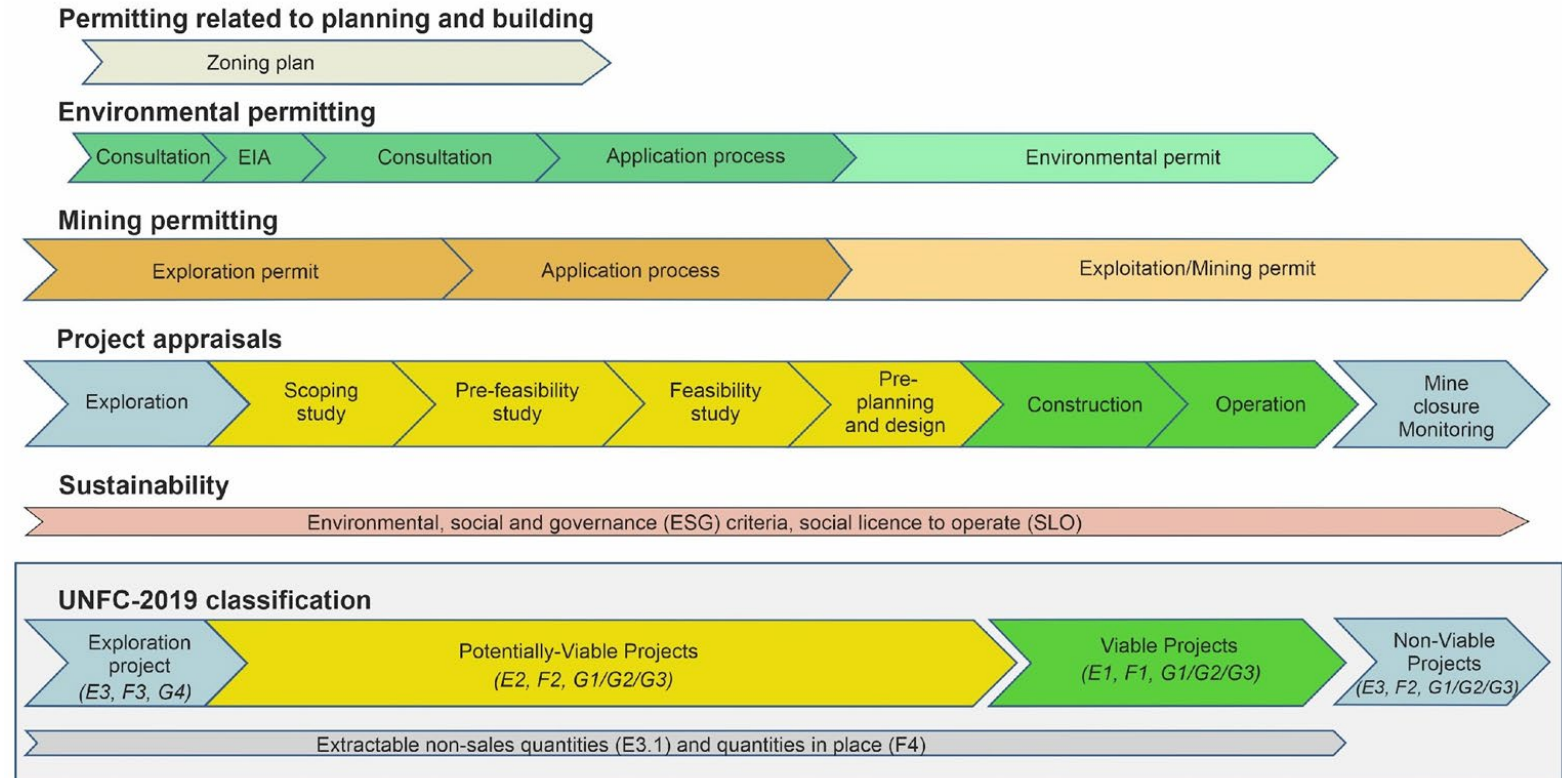 Permitting related to planning and building
Zoning plan
Environmental permitting
Consultation
EIA
Consultation
Application process
Environmental permit
Mining permitting
Exploration permit
Application process
Exploitation/Mining permit
Project appraisals
Exploration
Scoping
study
Pre-feasibility
study
Feasibility
study
Pre-
planning
and design
Construction
Operation
Mine
closure
Monitoring
Sustainability
Environmental, social and governance (ESG) criteria, social licence to operate (SLO)
UNFC-2019 classification
Exploration
project
(E3, F3, G4)
Potentially-Viable Projects
(E2, F2, G1/G2/G3)
Viable Projects
(E1, F1, G1/G2/G3)
Non-Viable
Projects
(E3, F2, G1/G2/G3)
Extractable non-sales quantities (E3.1) and quantities in place (F4)